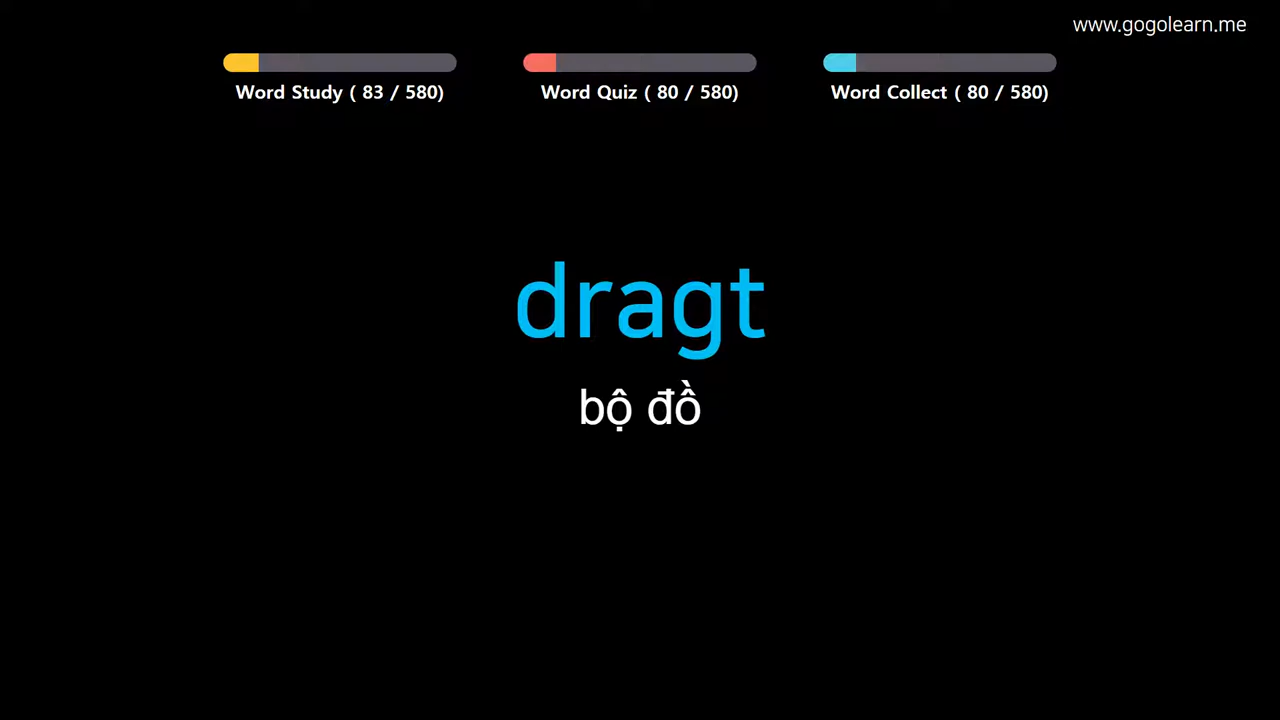 www.gogolearn.me
Word Study ( 83 / 580)
Word Quiz ( 80 / 580)
Word Collect ( 80 / 580)
dragt
bộ đồ